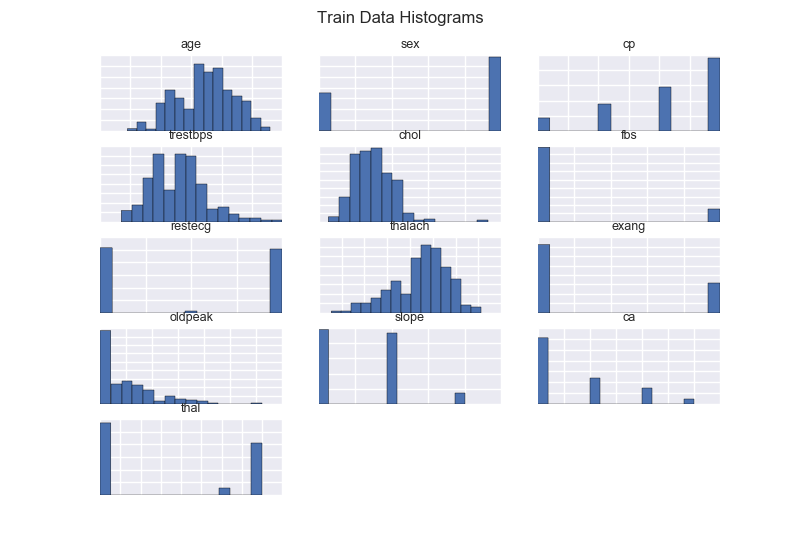 Train Data Histograms
age
sex
cp
trestbps
chol
fbs
restecg
thalach
exang
oldpeak
slope
ca
thal